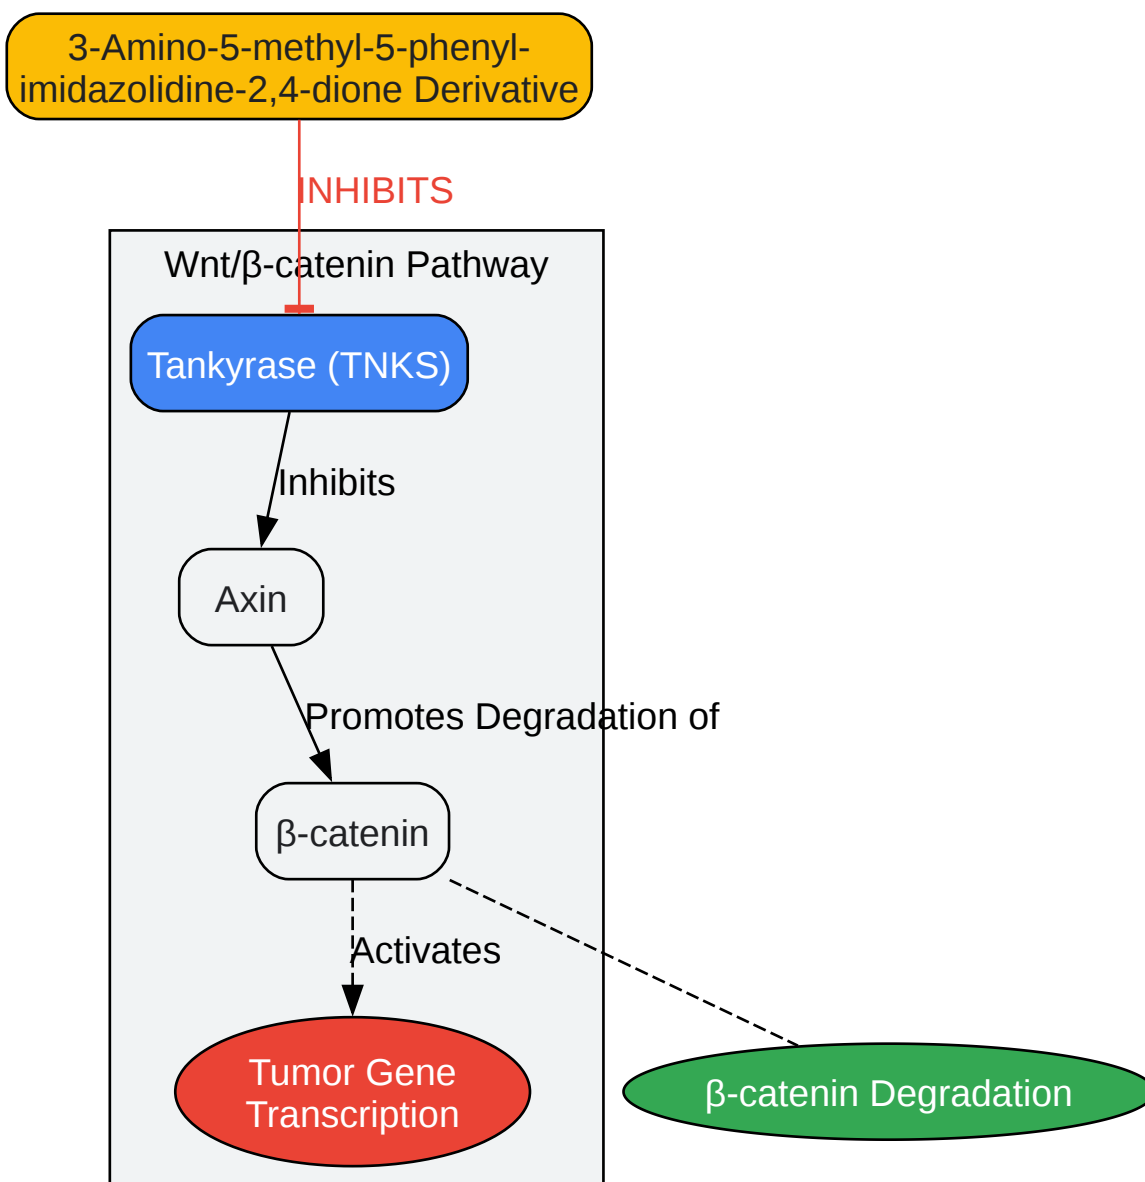 3-Amino-5-methyl-5-phenyl-
imidazolidine-2,4-dione Derivative
INHIBITS
Wnt/β-catenin Pathway
Tankyrase (TNKS)
Inhibits
Axin
Promotes Degradation of
β-catenin
Activates
Tumor Gene
Transcription
β-catenin Degradation